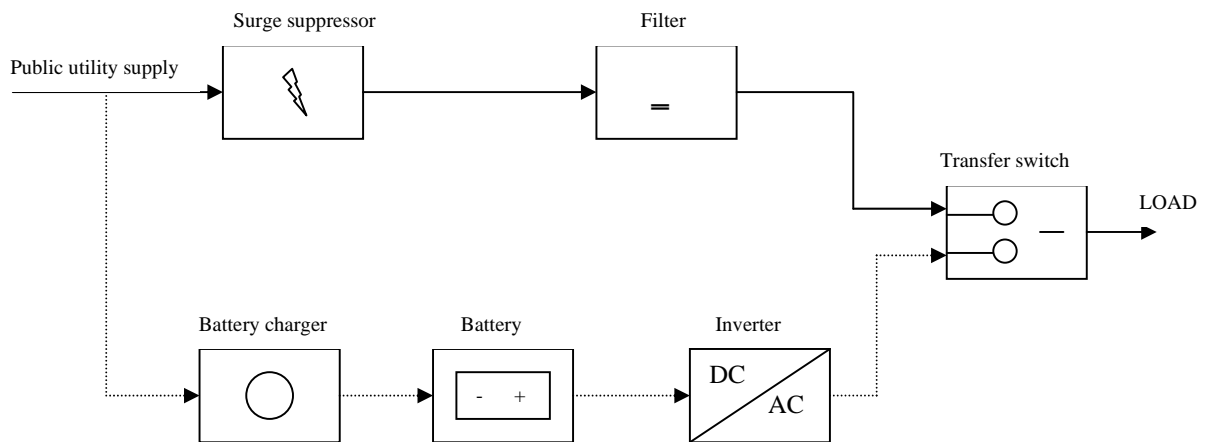 Surge suppressor
Filter
Public utility supply
Transfer switch
LOAD
Battery charger
Battery
Inverter
- +
DC
AC